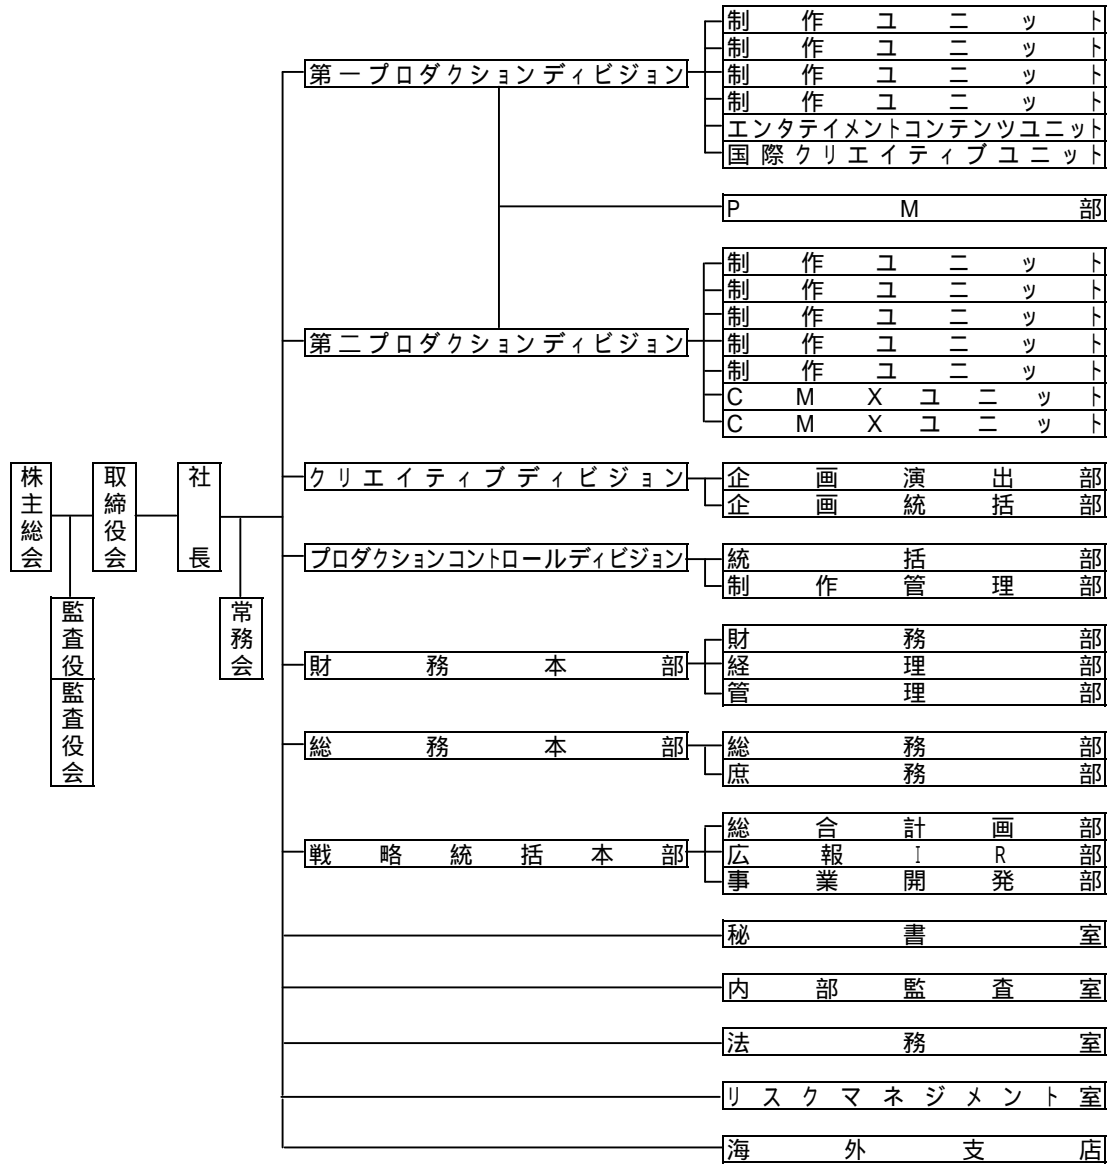 制作ユニット
制作ユニット
第一プロダクションディビジョン
制作ユニット
制作ユニット
エンタテイメントコンテンツユニット
国際クリエイティブユニット
PM部
制作ユニット
制作ユニット
制作ユニット
第二プロダクションディビジョン
制作ユニット
制作ユニット
CMXユニット
CMXユニット
株主総会
取締役会
社長
監査役
監査役会
常務会
クリエイティブディビジョン
企画演出部
企画統括部
プロダクションコントロールディビジョン
統括部
制作管理部
財務本部
財務部
経理部
管理部
総務本部
総務部
庶務部
戦略統括本部
総合計画部
広報IR部
事業開発部
秘書室
内部監査室
法務室
リスクマネジメント室
海外支店